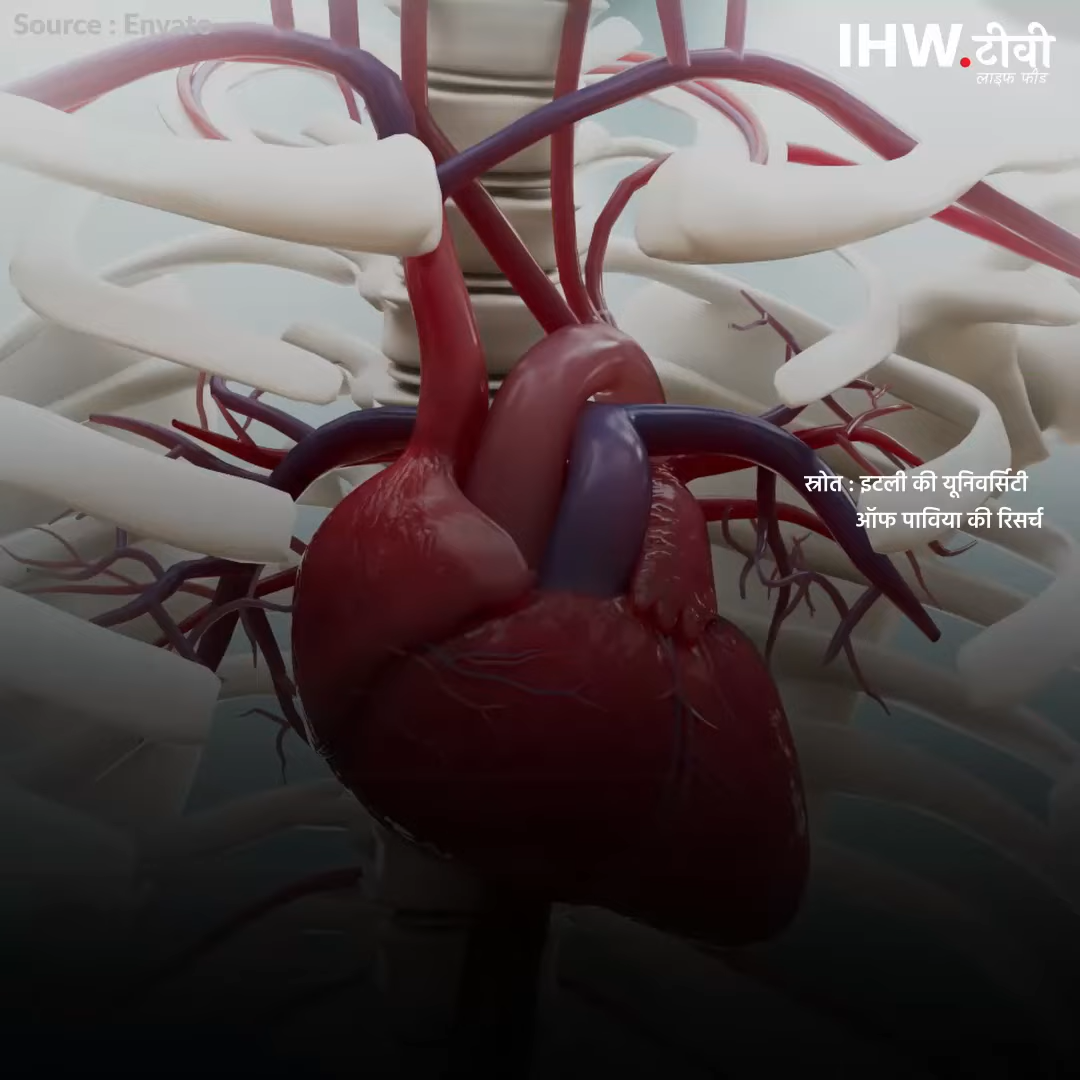 Source : Envato
IHW.टीवी
लाइफ फीड
स्रोत : इटली की यूनिवर्सिटी
ऑफ पाविया की रिसर्च